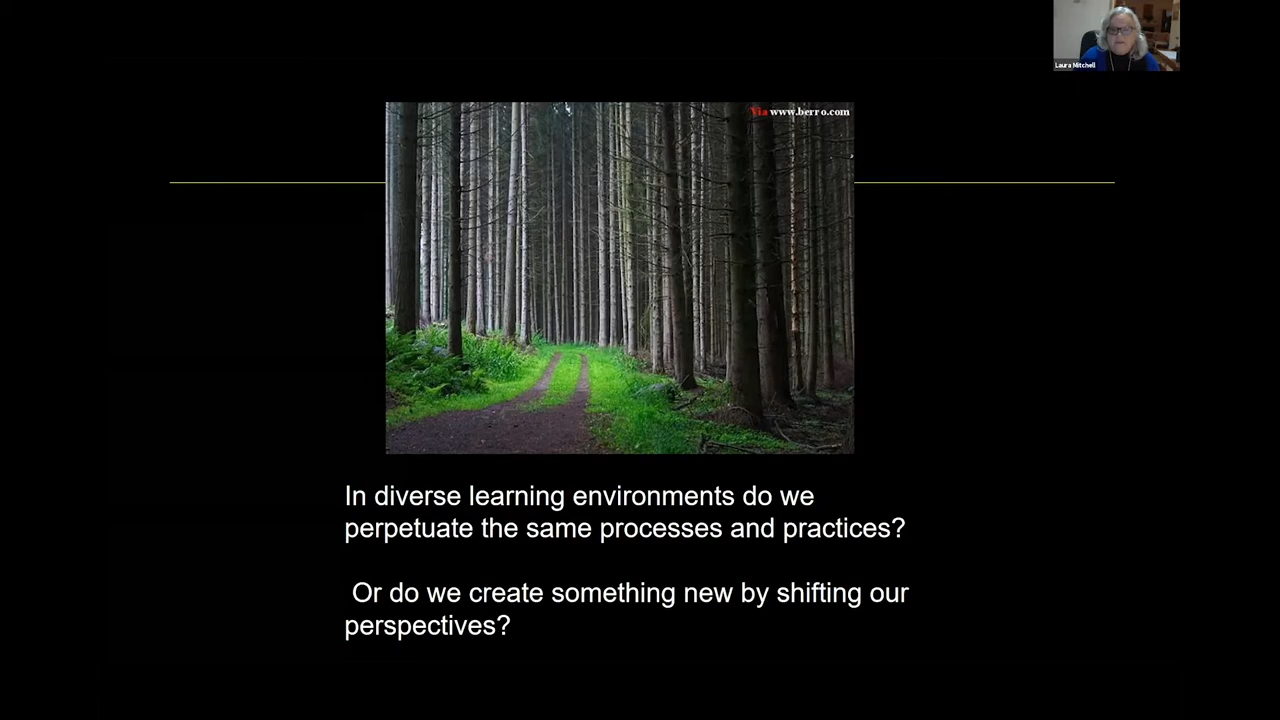 Laura Mitchell
Via www.berro.com
In diverse learning environments do we
perpetuate the same processes and practices?
Or do we create something new by shifting our
perspectives?